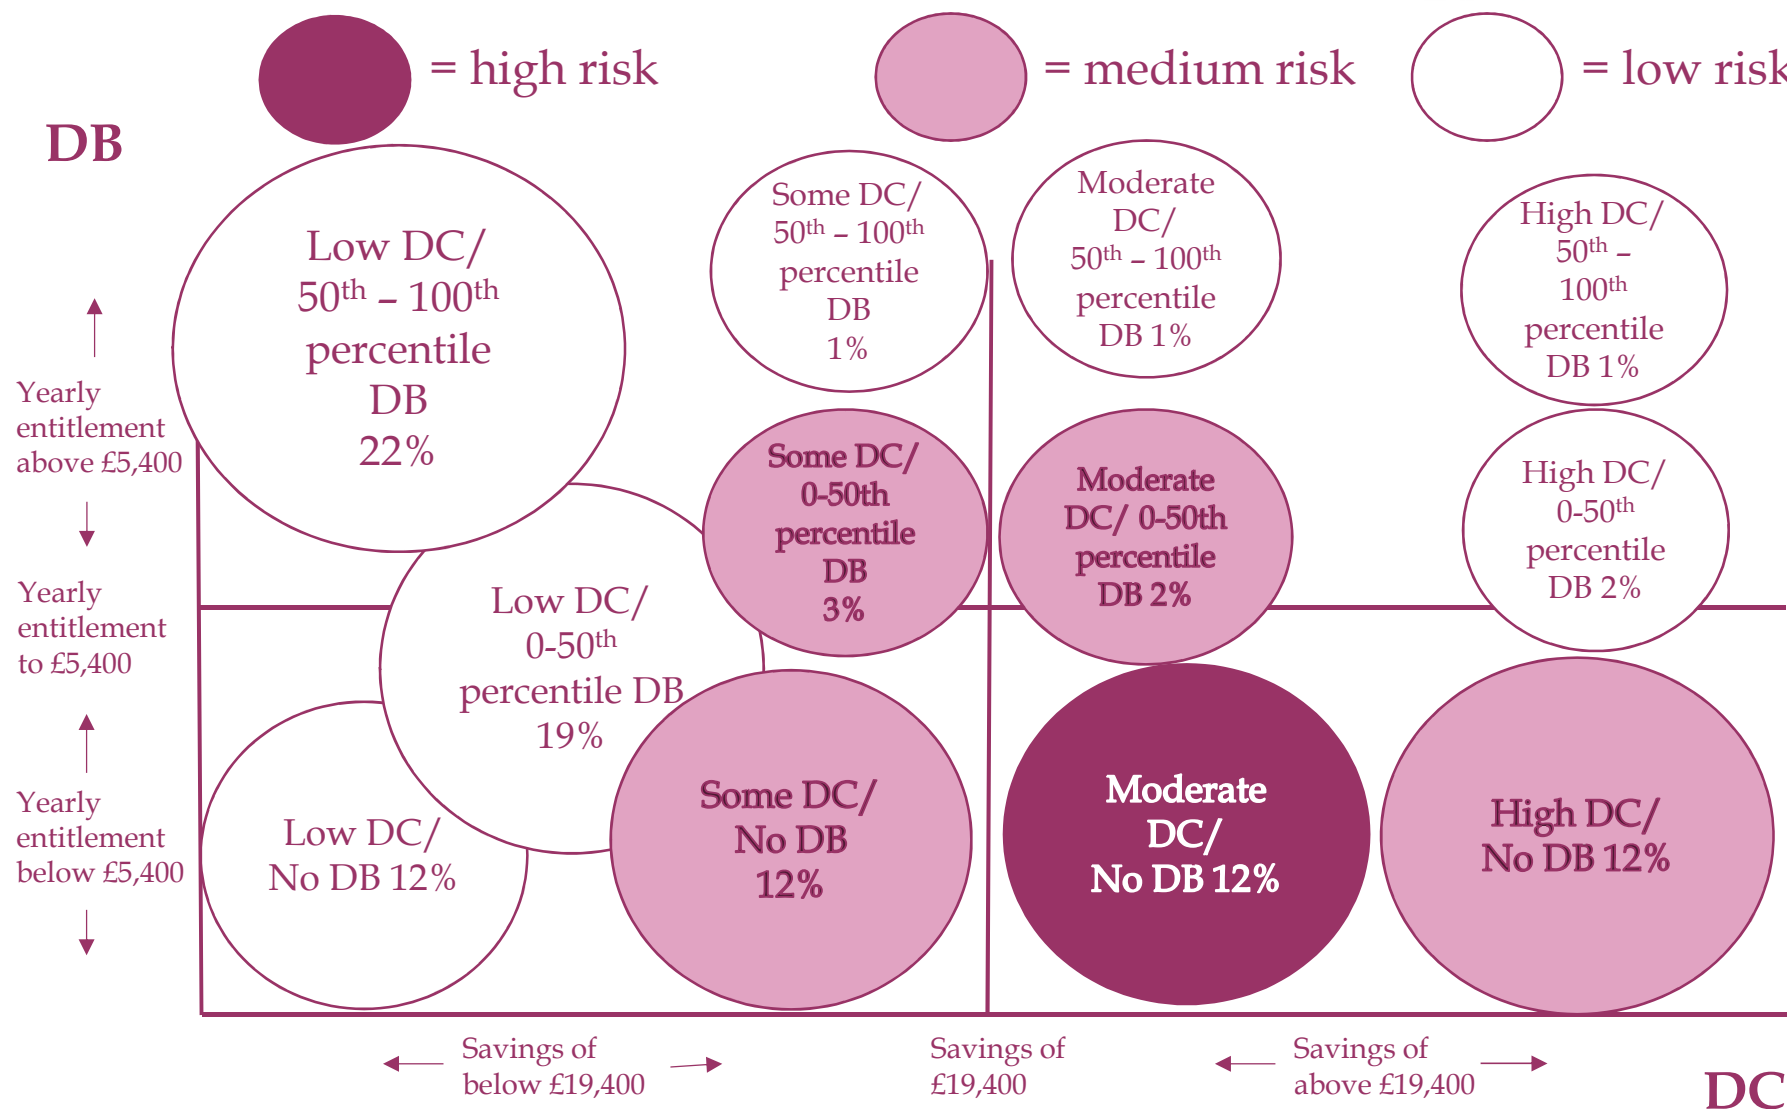 = high risk
= medium risk
= low risk
DB
Low DC/
50th – 100th
percentile
DB
22%
Some DC/
50th – 100th
percentile
DB
1%
Moderate
DC/
50th – 100th
percentile
DB 1%
High DC/
50th –
100th
percentile
DB 1%
Yearly
entitlement
above £5,400
Some DC/
0-50th
percentile
DB
3%
Moderate
DC/ 0-50th
percentile
DB 2%
High DC/
0-50th
percentile
DB 2%
Yearly
entitlement
to £5,400
Low DC/
0-50th
percentile DB
19%
Yearly
entitlement
below £5,400
Low DC/
No DB 12%
Some DC/
No DB
12%
Moderate
DC/
No DB 12%
High DC/
No DB 12%
Savings of
below £19,400
Savings of
£19,400
Savings of
above £19,400
DC